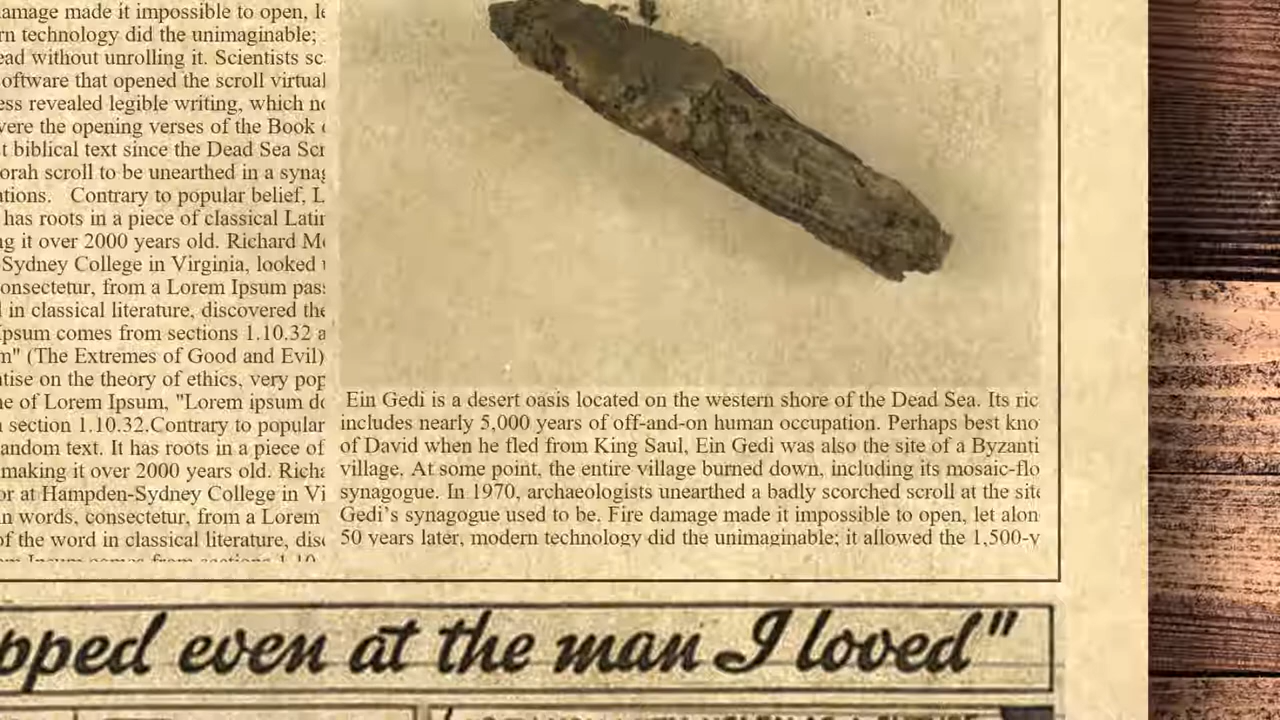 damage made it impossible to open, le
rn technology did the unimaginable;
ead without unrolling it. Scientists sc
oftware that opened the scroll virtual
ess revealed legible writing, which no
were the opening verses of the Book
t biblical text since the Dead Sea Scr
orah scroll to be unearthed in a synag
ations. Contrary to popular belief, L
has roots in a piece of classical Latin
ng it over 2000 years old. Richard Mc
Sydney College in Virginia, looked
onsectetur, from a Lorem Ipsum pass
l in classical literature, discovered the
Ipsum comes from sections 1.10.32 a
m" (The Extremes of Good and Evil)
atise on the theory of ethics, very pop
ne of Lorem Ipsum, "Lorem ipsum do
n section 1.10.32.Contrary to popular
andom text. It has roots in a piece of
making it over 2000 years old. Richa
or at Hampden-Sydney College in Vi
n words, consectetur, from a Lorem
of the word in classical literature, disc
Ein Gedi is a desert oasis located on the western shore of the Dead Sea. Its ric
includes nearly 5,000 years of off-and-on human occupation. Perhaps best kno
of David when he fled from King Saul, Ein Gedi was also the site of a Byzanti
village. At some point, the entire village burned down, including its mosaic-flo
synagogue. In 1970, archaeologists unearthed a badly scorched scroll at the site
Gedi's synagogue used to be. Fire damage made it impossible to open, let alon
50 years later, modern technology did the unimaginable; it allowed the 1,500-y
pped even at the man I loved"